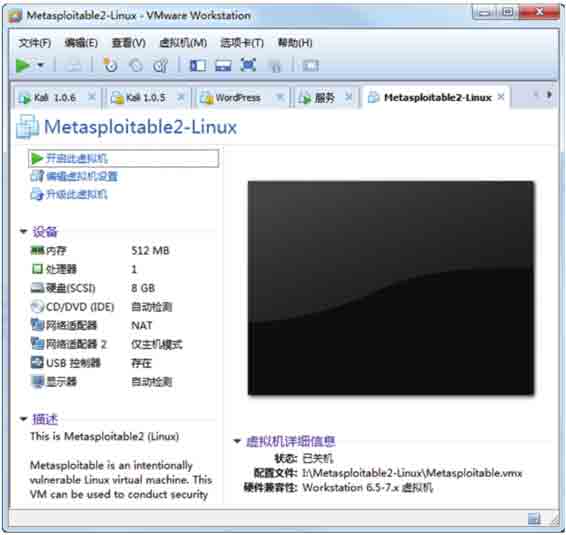 Metasploitable2-Linux - VMware Workstation
文件(F) 编辑(E) 查看(V) 虚拟机(M) 选项卡(T) 帮助(H)
Kali 1.0.6 Kali 1.0.5 WordPress 服务 Metasploitable2-Linux
Metasploitable2-Linux
开启此虚拟机
编辑虚拟机设置
升级此虚拟机
设备
内存 512 MB
处理器 1
硬盘(SCSI) 8 GB
CD/DVD (IDE) 自动检测
网络适配器 NAT
网络适配器 2 仅主机模式
USB 控制器 存在
显示器 自动检测
描述
This is Metasploitable2 (Linux)
Metasploitable is an intentionally
vulnerable Linux virtual machine. This
VM can be used to conduct security
虚拟机详细信息
状态: 已关机
配置文件: I:\Metasploitable2-Linux\Metasploitable.vmx
硬件兼容性: Workstation 6.5-7.x 虚拟机